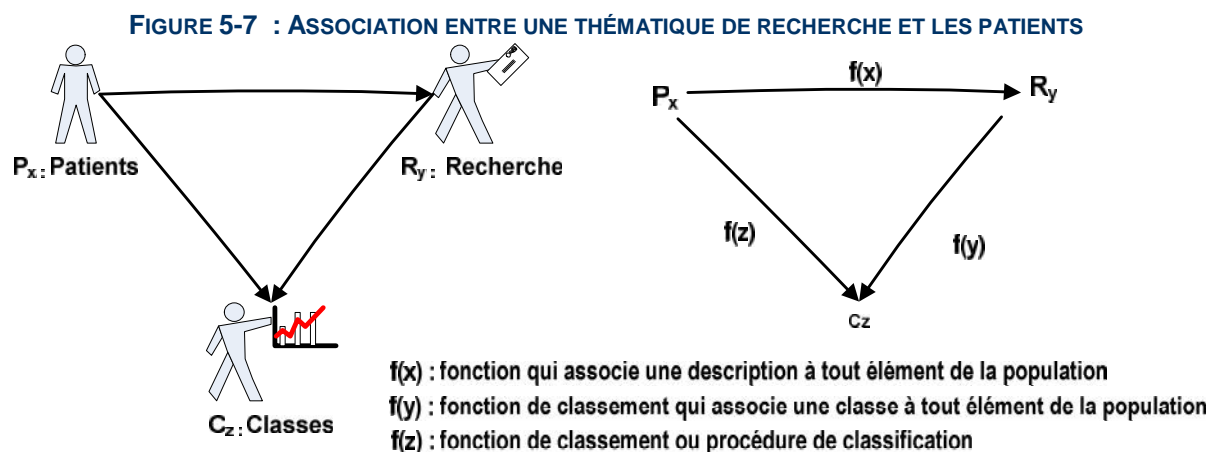 FIGURE 5-7 : ASSOCIATION ENTRE UNE THÉMATIQUE DE RECHERCHE ET LES PATIENTS
Px : Patients
Ry : Recherche
Cz : Classes
Px
f(x)
Ry
f(z)
f(y)
Cz
f(x) : fonction qui associe une description à tout élément de la population
f(y) : fonction de classement qui associe une classe à tout élément de la population
f(z) : fonction de classement ou procédure de classification